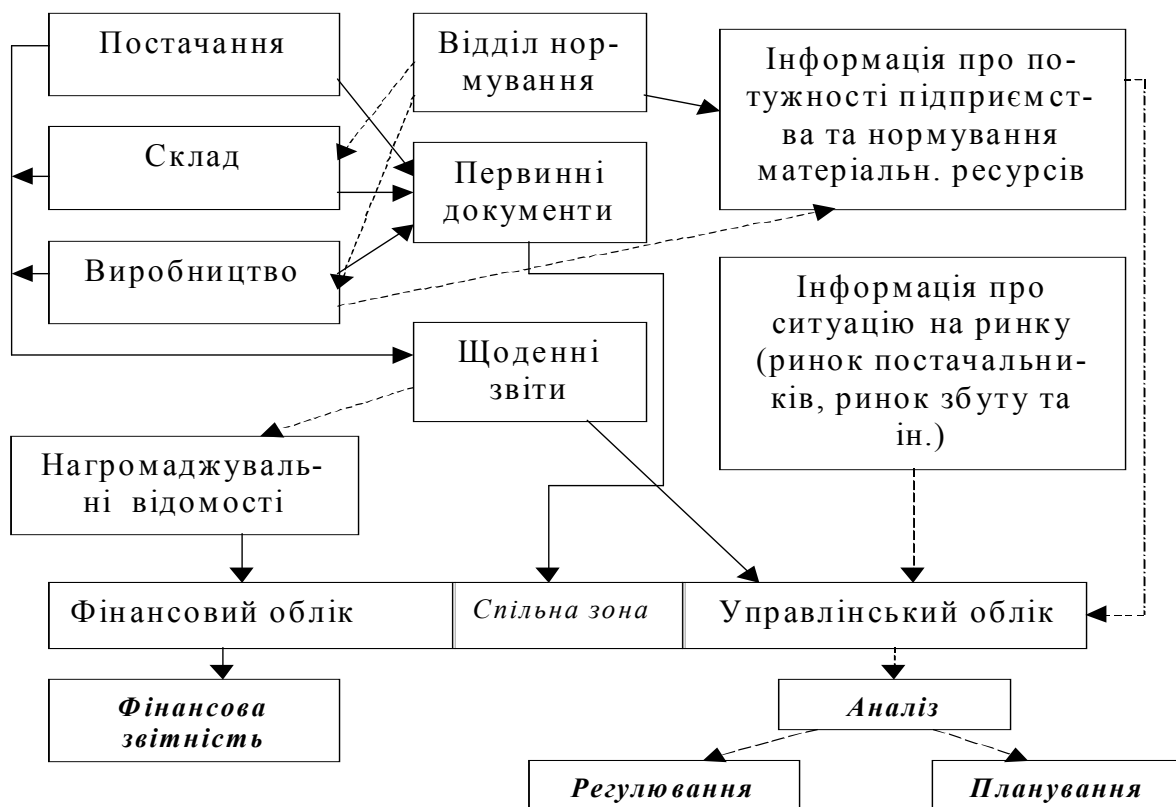 Постачання
Відділ нор-
мування
Інформація про по-
тужності підприємст-
ва та нормування
матеріальн. ресурсів
Склад
Первинні
документи
Виробництво
Інформація про
ситуацію на ринку
(ринок постачальни-
ків, ринок збуту та
ін.)
Щоденні
звіти
Нагромаджуваль-
ні відомості
Фінансовий облік
Спільна зона
Управлінський облік
Фінансова
звітність
Аналіз
Регулювання
Планування